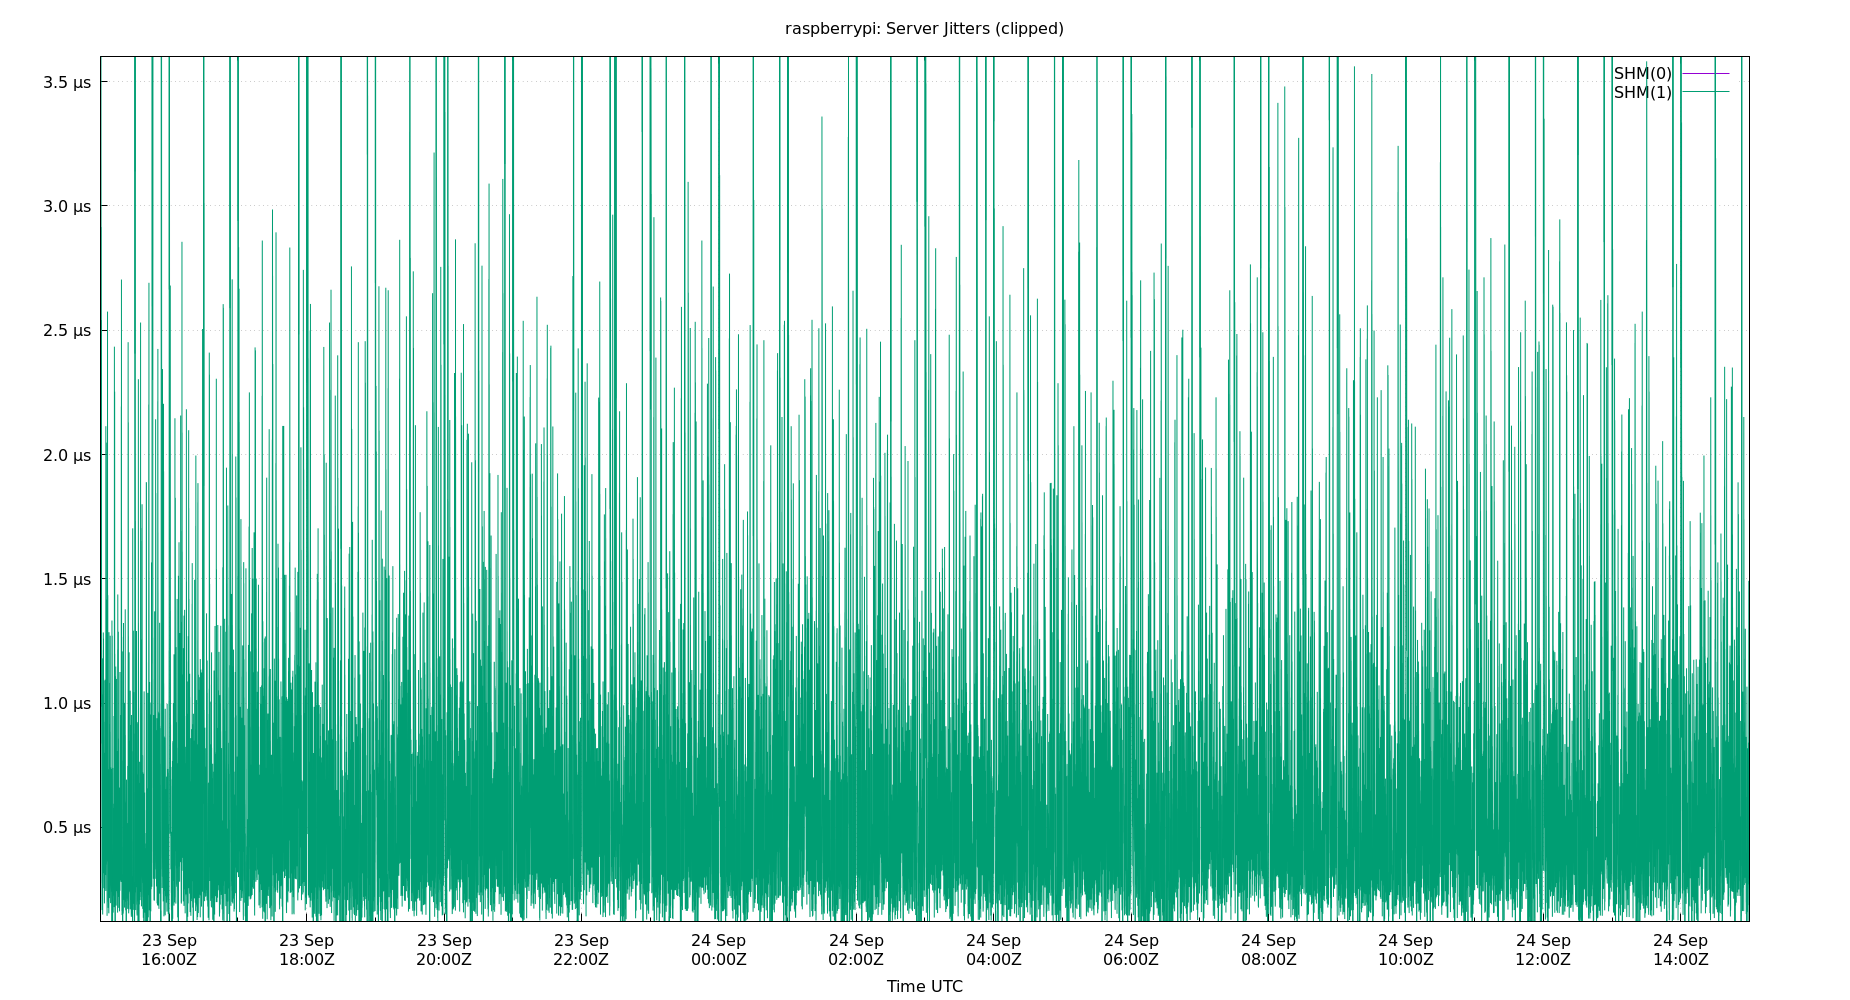 raspberrypi: Server Jitters (clipped)
SHM(0)
SHM(1)
3.5 µs
3.0 µs
2.5 µs
2.0 µs
1.5 µs
1.0 µs
0.5 µs
23 Sep 23 Sep 23 Sep 23 Sep 24 Sep 24 Sep 24 Sep 24 Sep 24 Sep 24 Sep 24 Sep 24 Sep
16:00Z 18:00Z 20:00Z 22:00Z 00:00Z 02:00Z 04:00Z 06:00Z 08:00Z 10:00Z 12:00Z 14:00Z
Time UTC